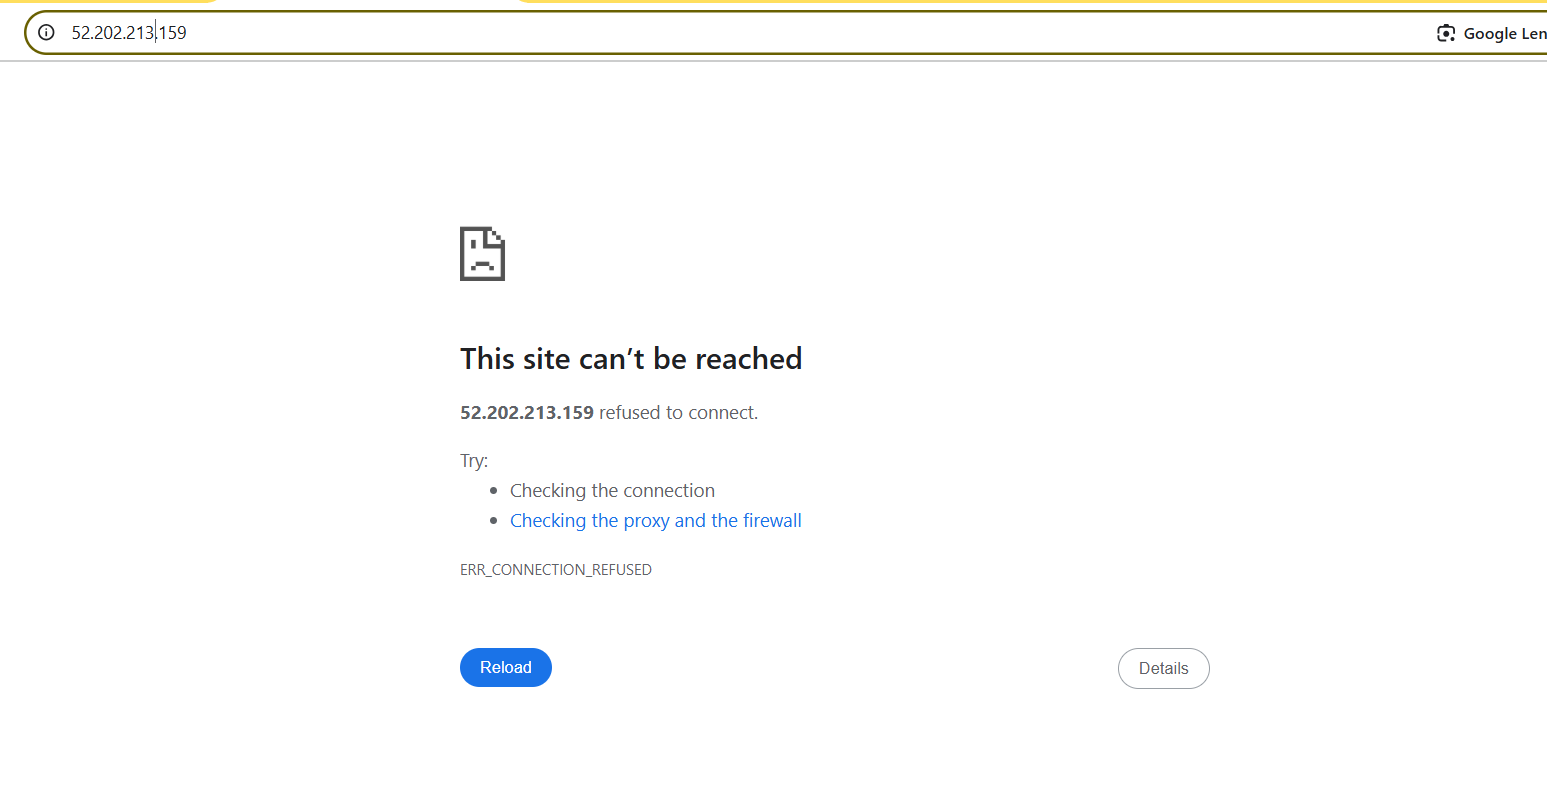 52.202.213.159
Google Len
This site can’t be reached
52.202.213.159 refused to connect.
Try:
• Checking the connection
• Checking the proxy and the firewall
ERR_CONNECTION_REFUSED
Reload
Details